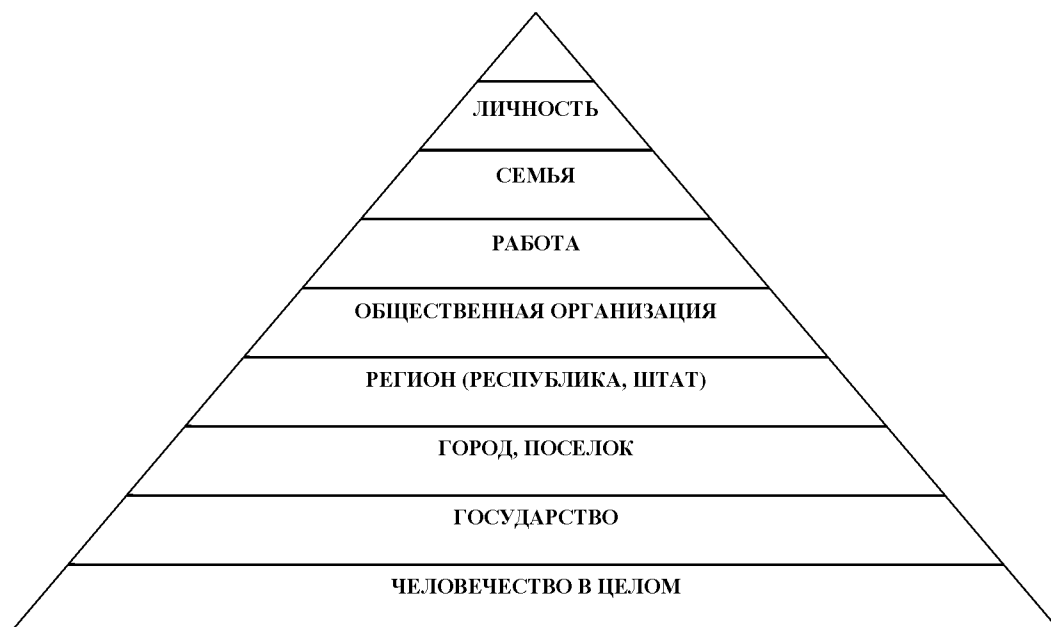 ЛИЧНОСТЬ
СЕМЬЯ
РАБОТА
ОБЩЕСТВЕННАЯ ОРГАНИЗАЦИЯ
РЕГИОН (РЕСПУБЛИКА, ШТАТ)
ГОРОД, ПОСЕЛОК
ГОСУДАРСТВО
ЧЕЛОВЕЧЕСТВО В ЦЕЛОМ